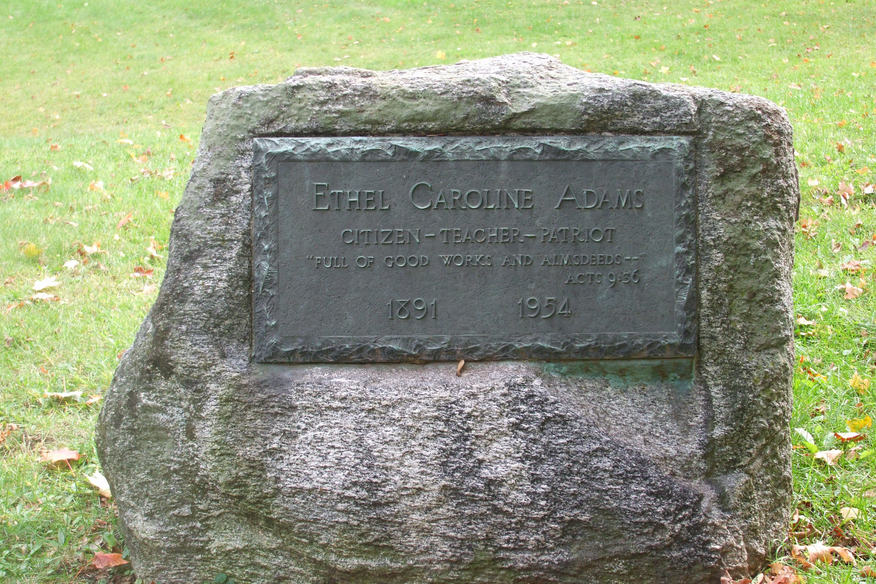 ETHEL CAROLINE ADAMS
CITIZEN-TEACHER-PATRIOT
"FULL OF GOOD WORKS AND ALMSDEEDS--
ACTS 9:36
1891 1954